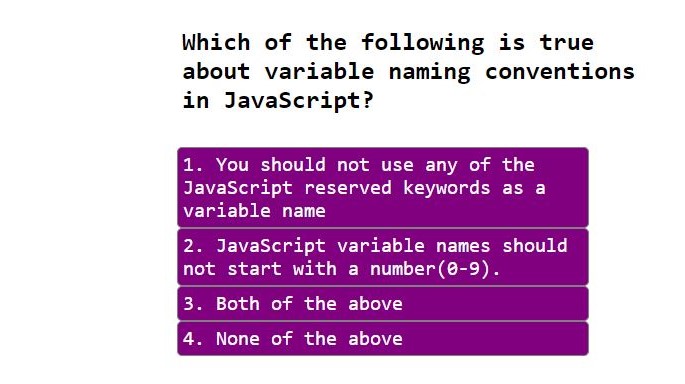 Which of the following is true
about variable naming conventions
in JavaScript?
1. You should not use any of the
JavaScript reserved keywords as a
variable name
2. JavaScript variable names should
not start with a number(0-9).
3. Both of the above
4. None of the above